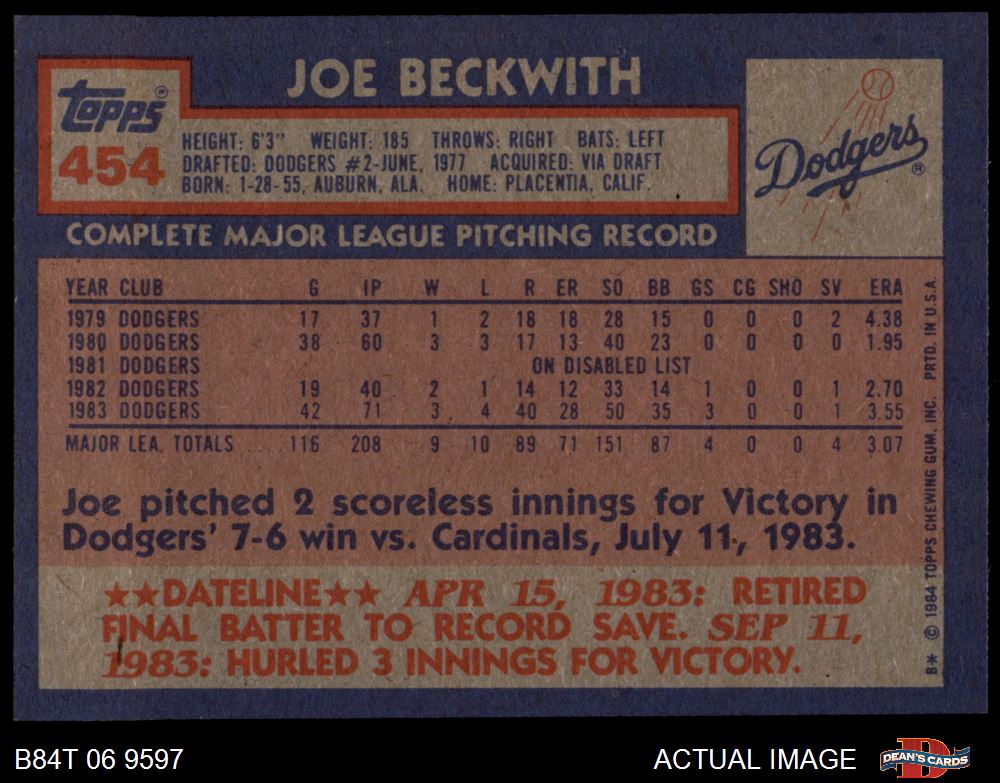 JOE BECKWITH
Topps®
454
HEIGHT: 6'3" WEIGHT: 185 THROWS: RIGHT BATS: LEFT
DRAFTED: DODGERS #2-JUNE, 1977 ACQUIRED: VIA DRAFT
BORN: 1-28-55, AUBURN, ALA. HOME: PLACENTIA, CALIF.
Dodgers®
COMPLETE MAJOR LEAGUE PITCHING RECORD
YEAR CLUB G IP W L R ER SO BB GS CG SHO SV ERA
1979 DODGERS 17 37 1 2 18 18 28 15 0 0 0 2 4.38
1980 DODGERS 38 60 3 3 17 13 40 23 0 0 0 0 1.95
1981 DODGERS ON DISABLED LIST
1982 DODGERS 19 40 2 1 14 12 33 14 1 0 0 1 2.70
1983 DODGERS 42 71 3 4 40 28 50 35 3 0 0 1 3.55
MAJOR LEA. TOTALS 116 208 9 10 89 71 151 87 4 0 0 4 3.07
Joe pitched 2 scoreless innings for Victory in
Dodgers' 7-6 win vs. Cardinals, July 11, 1983.
★★DATELINE★★ APR 15, 1983: RETIRED
FINAL BATTER TO RECORD SAVE. SEP 11,
1983: HURLED 3 INNINGS FOR VICTORY.
B* © 1984 TOPPS CHEWING GUM, INC. PRTD. IN U.S.A.
B84T 06 9597
ACTUAL IMAGE
DEAN'S CARDS